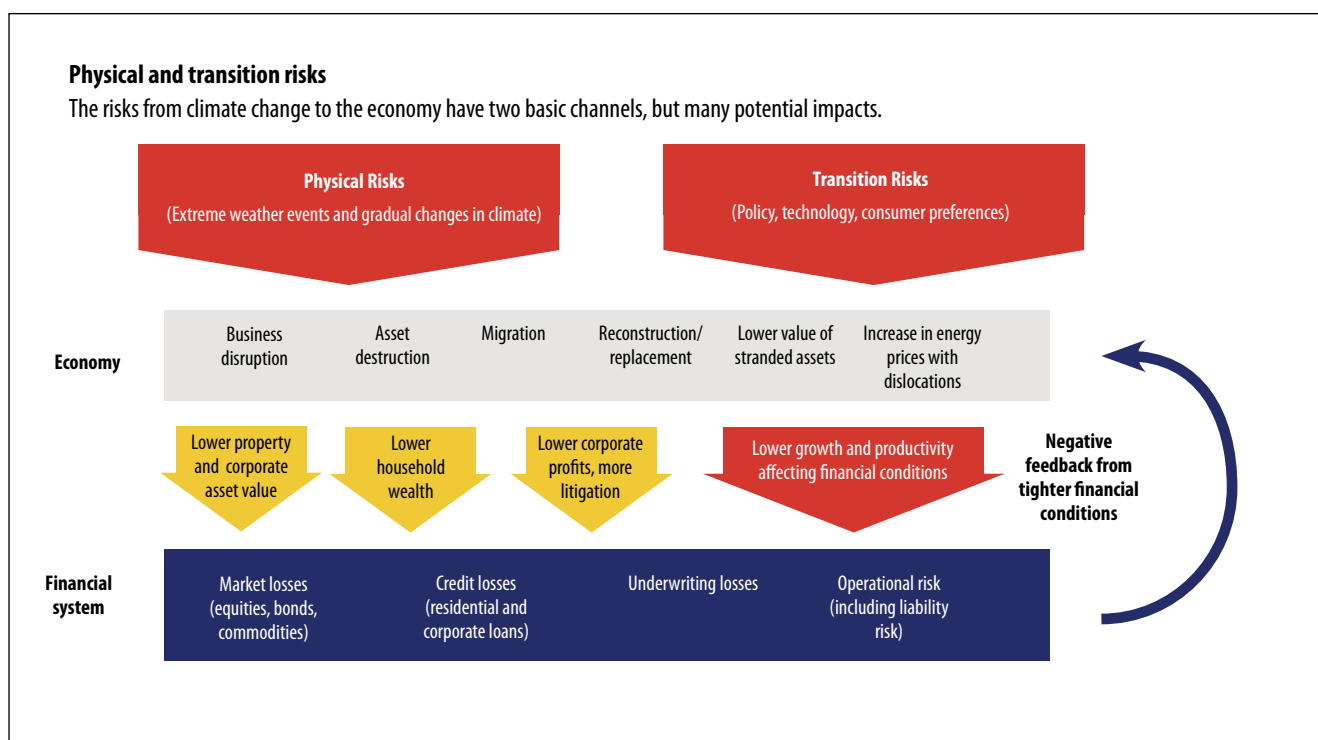 Physical and transition risks
The risks from climate change to the economy have two basic channels, but many potential impacts.
Physical Risks
(Extreme weather events and gradual changes in climate)
Transition Risks
(Policy, technology, consumer preferences)
Economy
Business
disruption
Asset
destruction
Migration
Reconstruction/
replacement
Lower value of
stranded assets
Increase in energy
prices with
dislocations
Lower property
and corporate
asset value
Lower
household
wealth
Lower corporate
profits, more
litigation
Lower growth and productivity
affecting financial conditions
Negative
feedback from
tighter financial
conditions
Financial
system
Market losses
(equities, bonds,
commodities)
Credit losses
(residential and
corporate loans)
Underwriting losses
Operational risk
(including liability
risk)